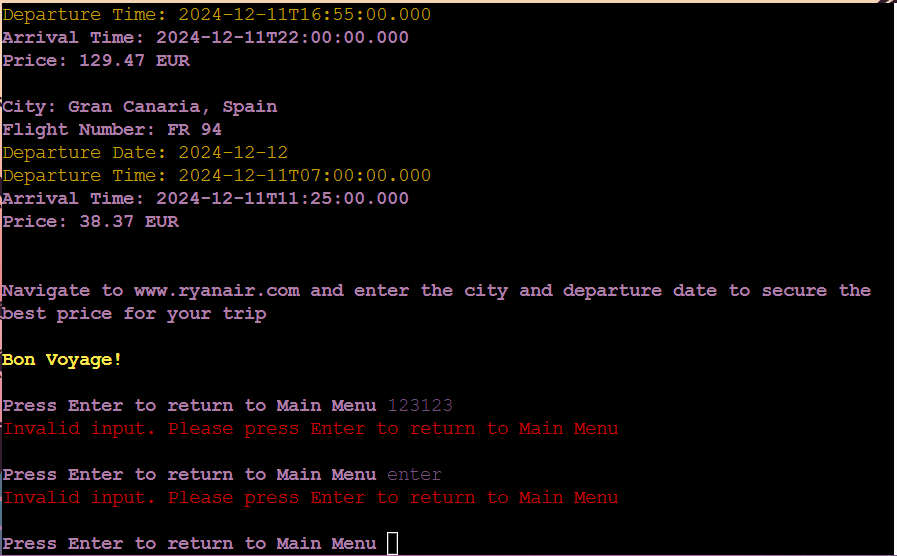 Departure Time: 2024-12-11T16:55:00.000
Arrival Time: 2024-12-11T22:00:00.000
Price: 129.47 EUR
City: Gran Canaria, Spain
Flight Number: FR 94
Departure Date: 2024-12-12
Departure Time: 2024-12-11T07:00:00.000
Arrival Time: 2024-12-11T11:25:00.000
Price: 38.37 EUR
Navigate to www.ryanair.com and enter the city and departure date to secure the
best price for your trip
Bon Voyage!
Press Enter to return to Main Menu 123123
Invalid input. Please press Enter to return to Main Menu
Press Enter to return to Main Menu enter
Invalid input. Please press Enter to return to Main Menu
Press Enter to return to Main Menu